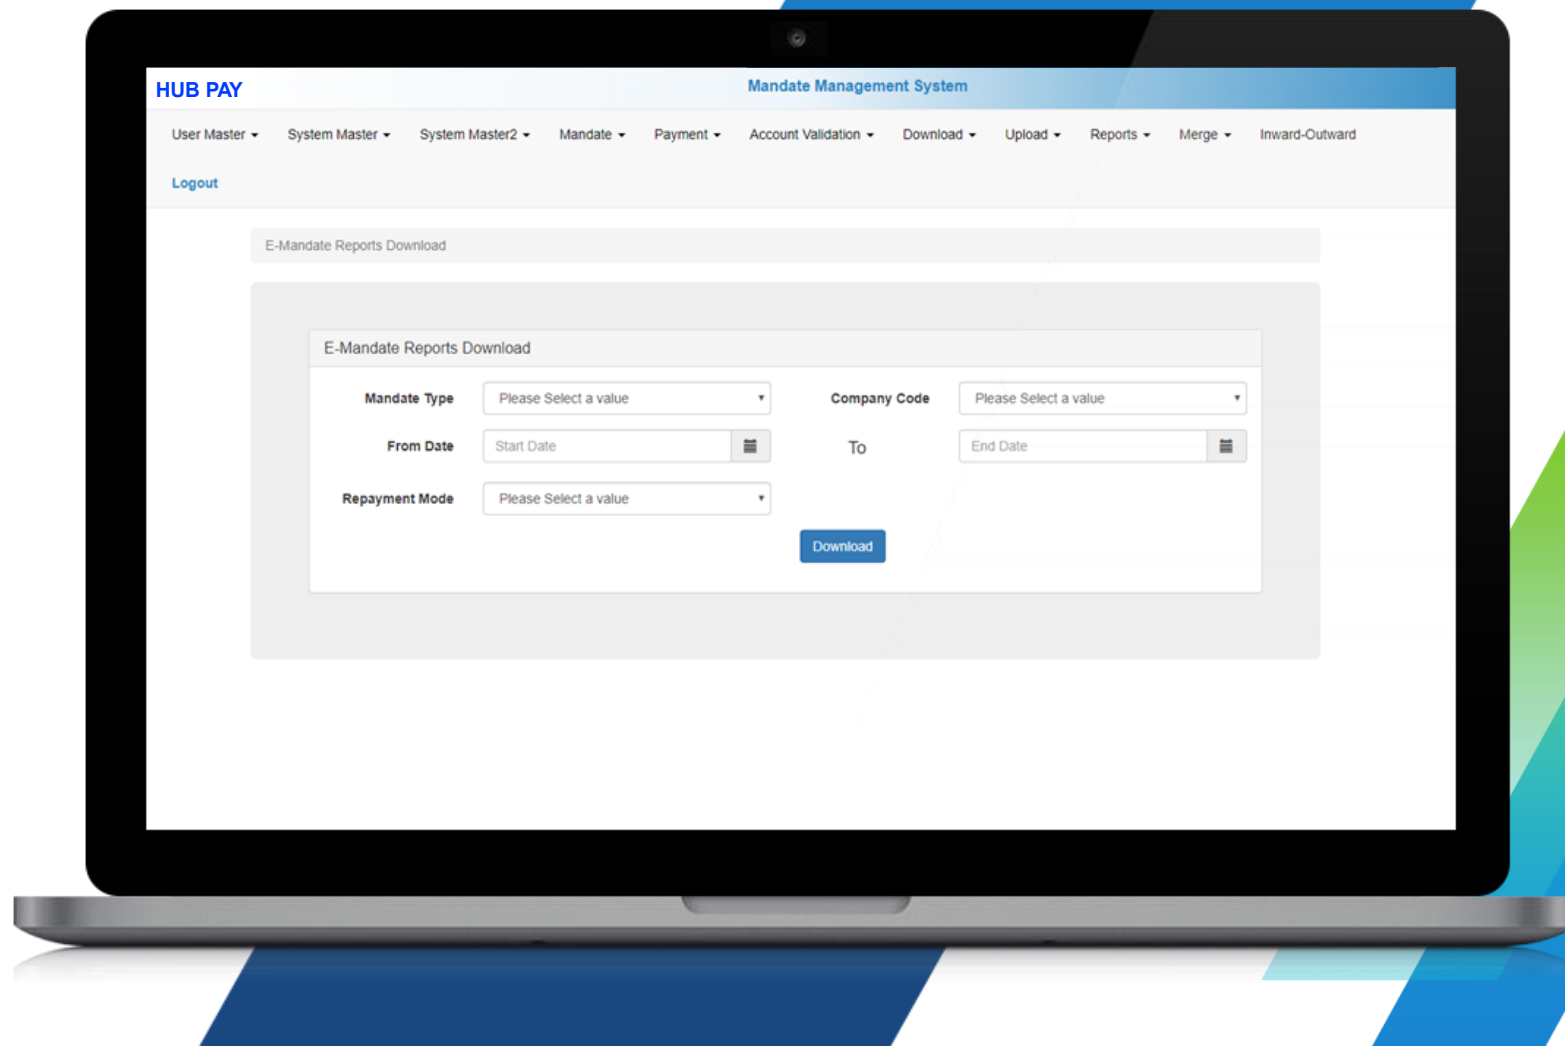 HUB PAY
Mandate Management System
User Master System Master System Master2 Mandate Payment Account Validation Download Upload Reports Merge Inward-Outward
Logout
E-Mandate Reports Download
E-Mandate Reports Download
Mandate Type Please Select a value Company Code Please Select a value
From Date Start Date To End Date
Repayment Mode Please Select a value
Download